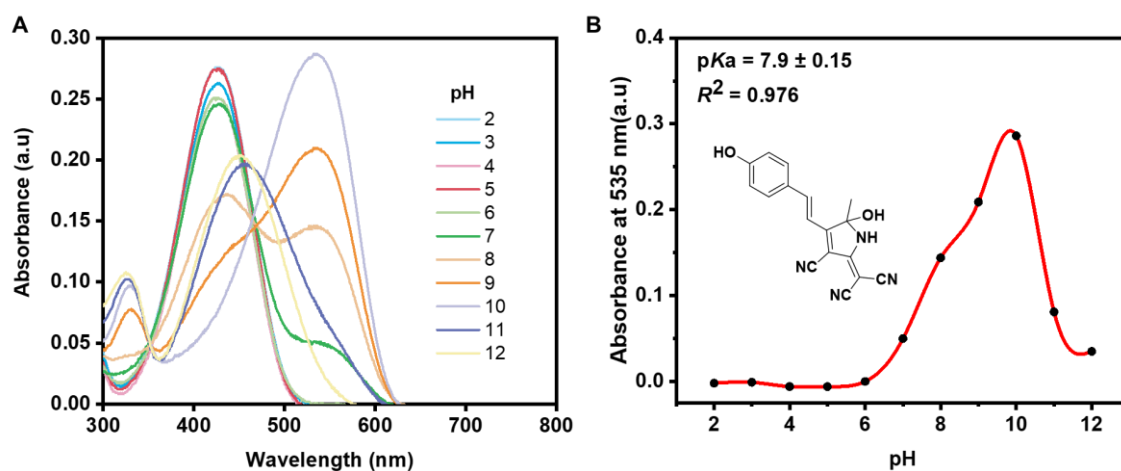 A
Absorbance (a.u)
0.30
0.25
0.20
0.15
0.10
0.05
0.00
300
400
500
600
700
800
Wavelength (nm)
pH
2
3
4
5
6
7
8
9
10
11
12
B
Absorbance at 535 nm(a.u)
0.4
0.3
0.2
0.1
0.0
2
4
6
8
10
12
pH
pKa = 7.9 ± 0.15
R² = 0.976
HO
OH
NH
CN
CN
CN